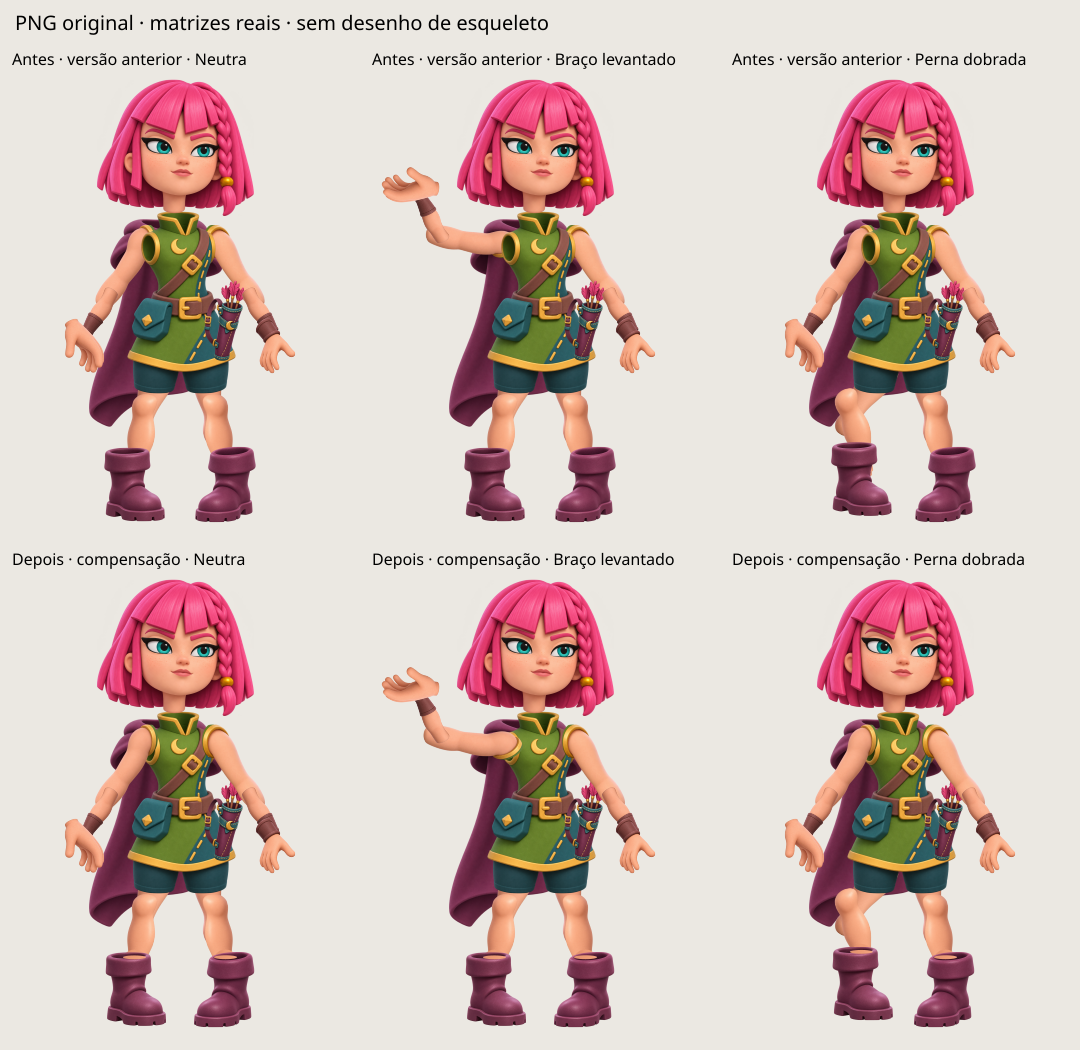 PNG original · matrizes reais · sem desenho de esqueleto
Antes · versão anterior · Neutra
Antes · versão anterior · Braço levantado
Antes · versão anterior · Perna dobrada
Depois · compensação · Neutra
Depois · compensação · Braço levantado
Depois · compensação · Perna dobrada